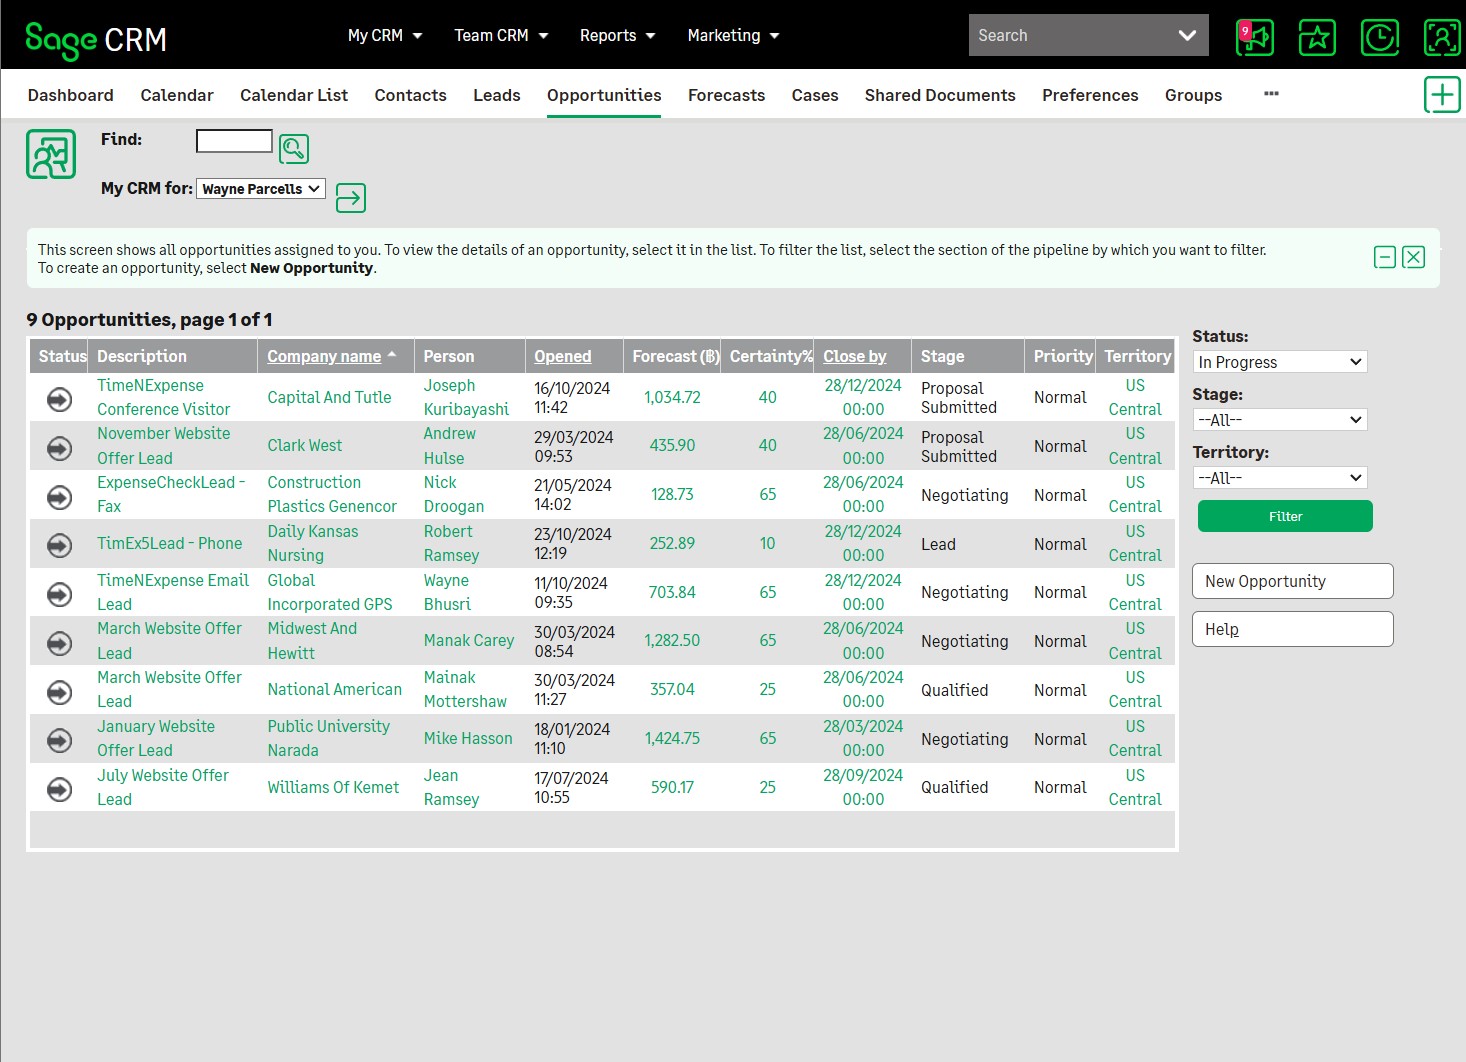 Sage CRM
My CRM
Team CRM
Reports
Marketing
Search
9
Dashboard
Calendar
Calendar List
Contacts
Leads
Opportunities
Forecasts
Cases
Shared Documents
Preferences
Groups
Find:
My CRM for:
Wayne Parcells
This screen shows all opportunities assigned to you. To view the details of an opportunity, select it in the list. To filter the list, select the section of the pipeline by which you want to filter.
To create an opportunity, select New Opportunity.
9 Opportunities, page 1 of 1
Status Description Company name Person Opened Forecast (฿) Certainty% Close by Stage Priority Territory
TimeNExpense Conference Visitor Capital And Tutle Joseph Kuribayashi 16/10/2024 11:42 1,034.72 40 28/12/2024 00:00 Proposal Submitted Normal US Central
November Website Offer Lead Clark West Andrew Hulse 29/03/2024 09:53 435.90 40 28/06/2024 00:00 Proposal Submitted Normal US Central
ExpenseCheckLead - Fax Construction Plastics Genencor Nick Droogan 21/05/2024 14:02 128.73 65 28/06/2024 00:00 Negotiating Normal US Central
TimEx5Lead - Phone Daily Kansas Nursing Robert Ramsey 23/10/2024 12:19 252.89 10 28/12/2024 00:00 Lead Normal US Central
TimeNExpense Email Lead Global Incorporated GPS Wayne Bhusri 11/10/2024 09:35 703.84 65 28/12/2024 00:00 Negotiating Normal US Central
March Website Offer Lead Midwest And Hewitt Manak Carey 30/03/2024 08:54 1,282.50 65 28/06/2024 00:00 Negotiating Normal US Central
March Website Offer Lead National American Mainak Mottershaw 30/03/2024 11:27 357.04 25 28/06/2024 00:00 Qualified Normal US Central
January Website Offer Lead Public University Narada Mike Hasson 18/01/2024 11:10 1,424.75 65 28/03/2024 00:00 Negotiating Normal US Central
July Website Offer Lead Williams Of Kemet Jean Ramsey 17/07/2024 10:55 590.17 25 28/09/2024 00:00 Qualified Normal US Central
Status:
In Progress
Stage:
--All--
Territory:
--All--
Filter
New Opportunity
Help